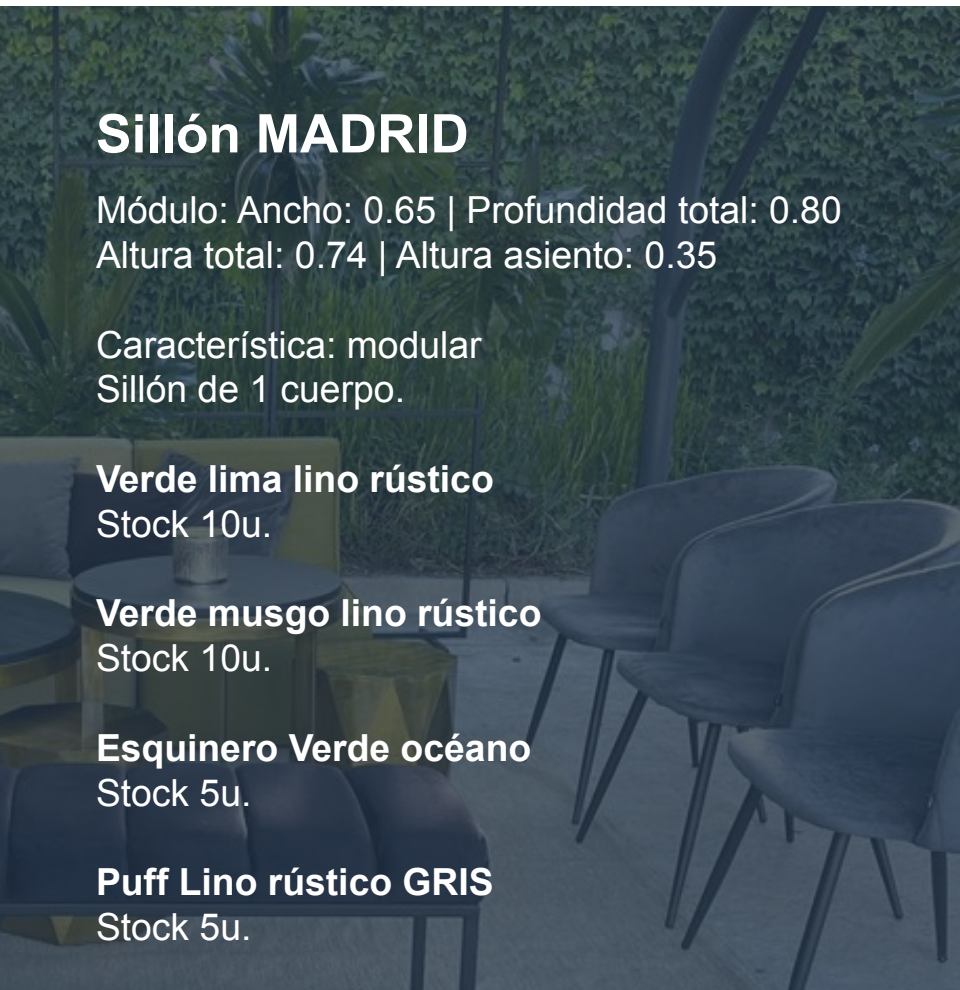 Sillón MADRID
Módulo: Ancho: 0.65 | Profundidad total: 0.80
Altura total: 0.74 | Altura asiento: 0.35
Característica: modular
Sillón de 1 cuerpo.
Verde lima lino rústico
Stock 10u.
Verde musgo lino rústico
Stock 10u.
Esquinero Verde océano
Stock 5u.
Puff Lino rústico GRIS
Stock 5u.